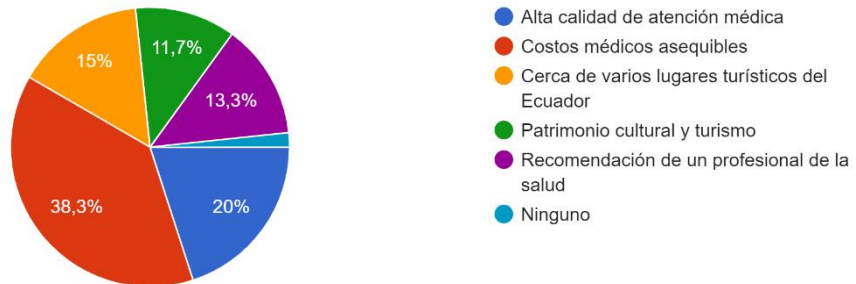 11,7%
15%
13,3%
38,3%
20%
Alta calidad de atención médica
Costos médicos asequibles
Cerca de varios lugares turísticos del
Ecuador
Patrimonio cultural y turismo
Recomendación de un profesional de la
salud
Ninguno